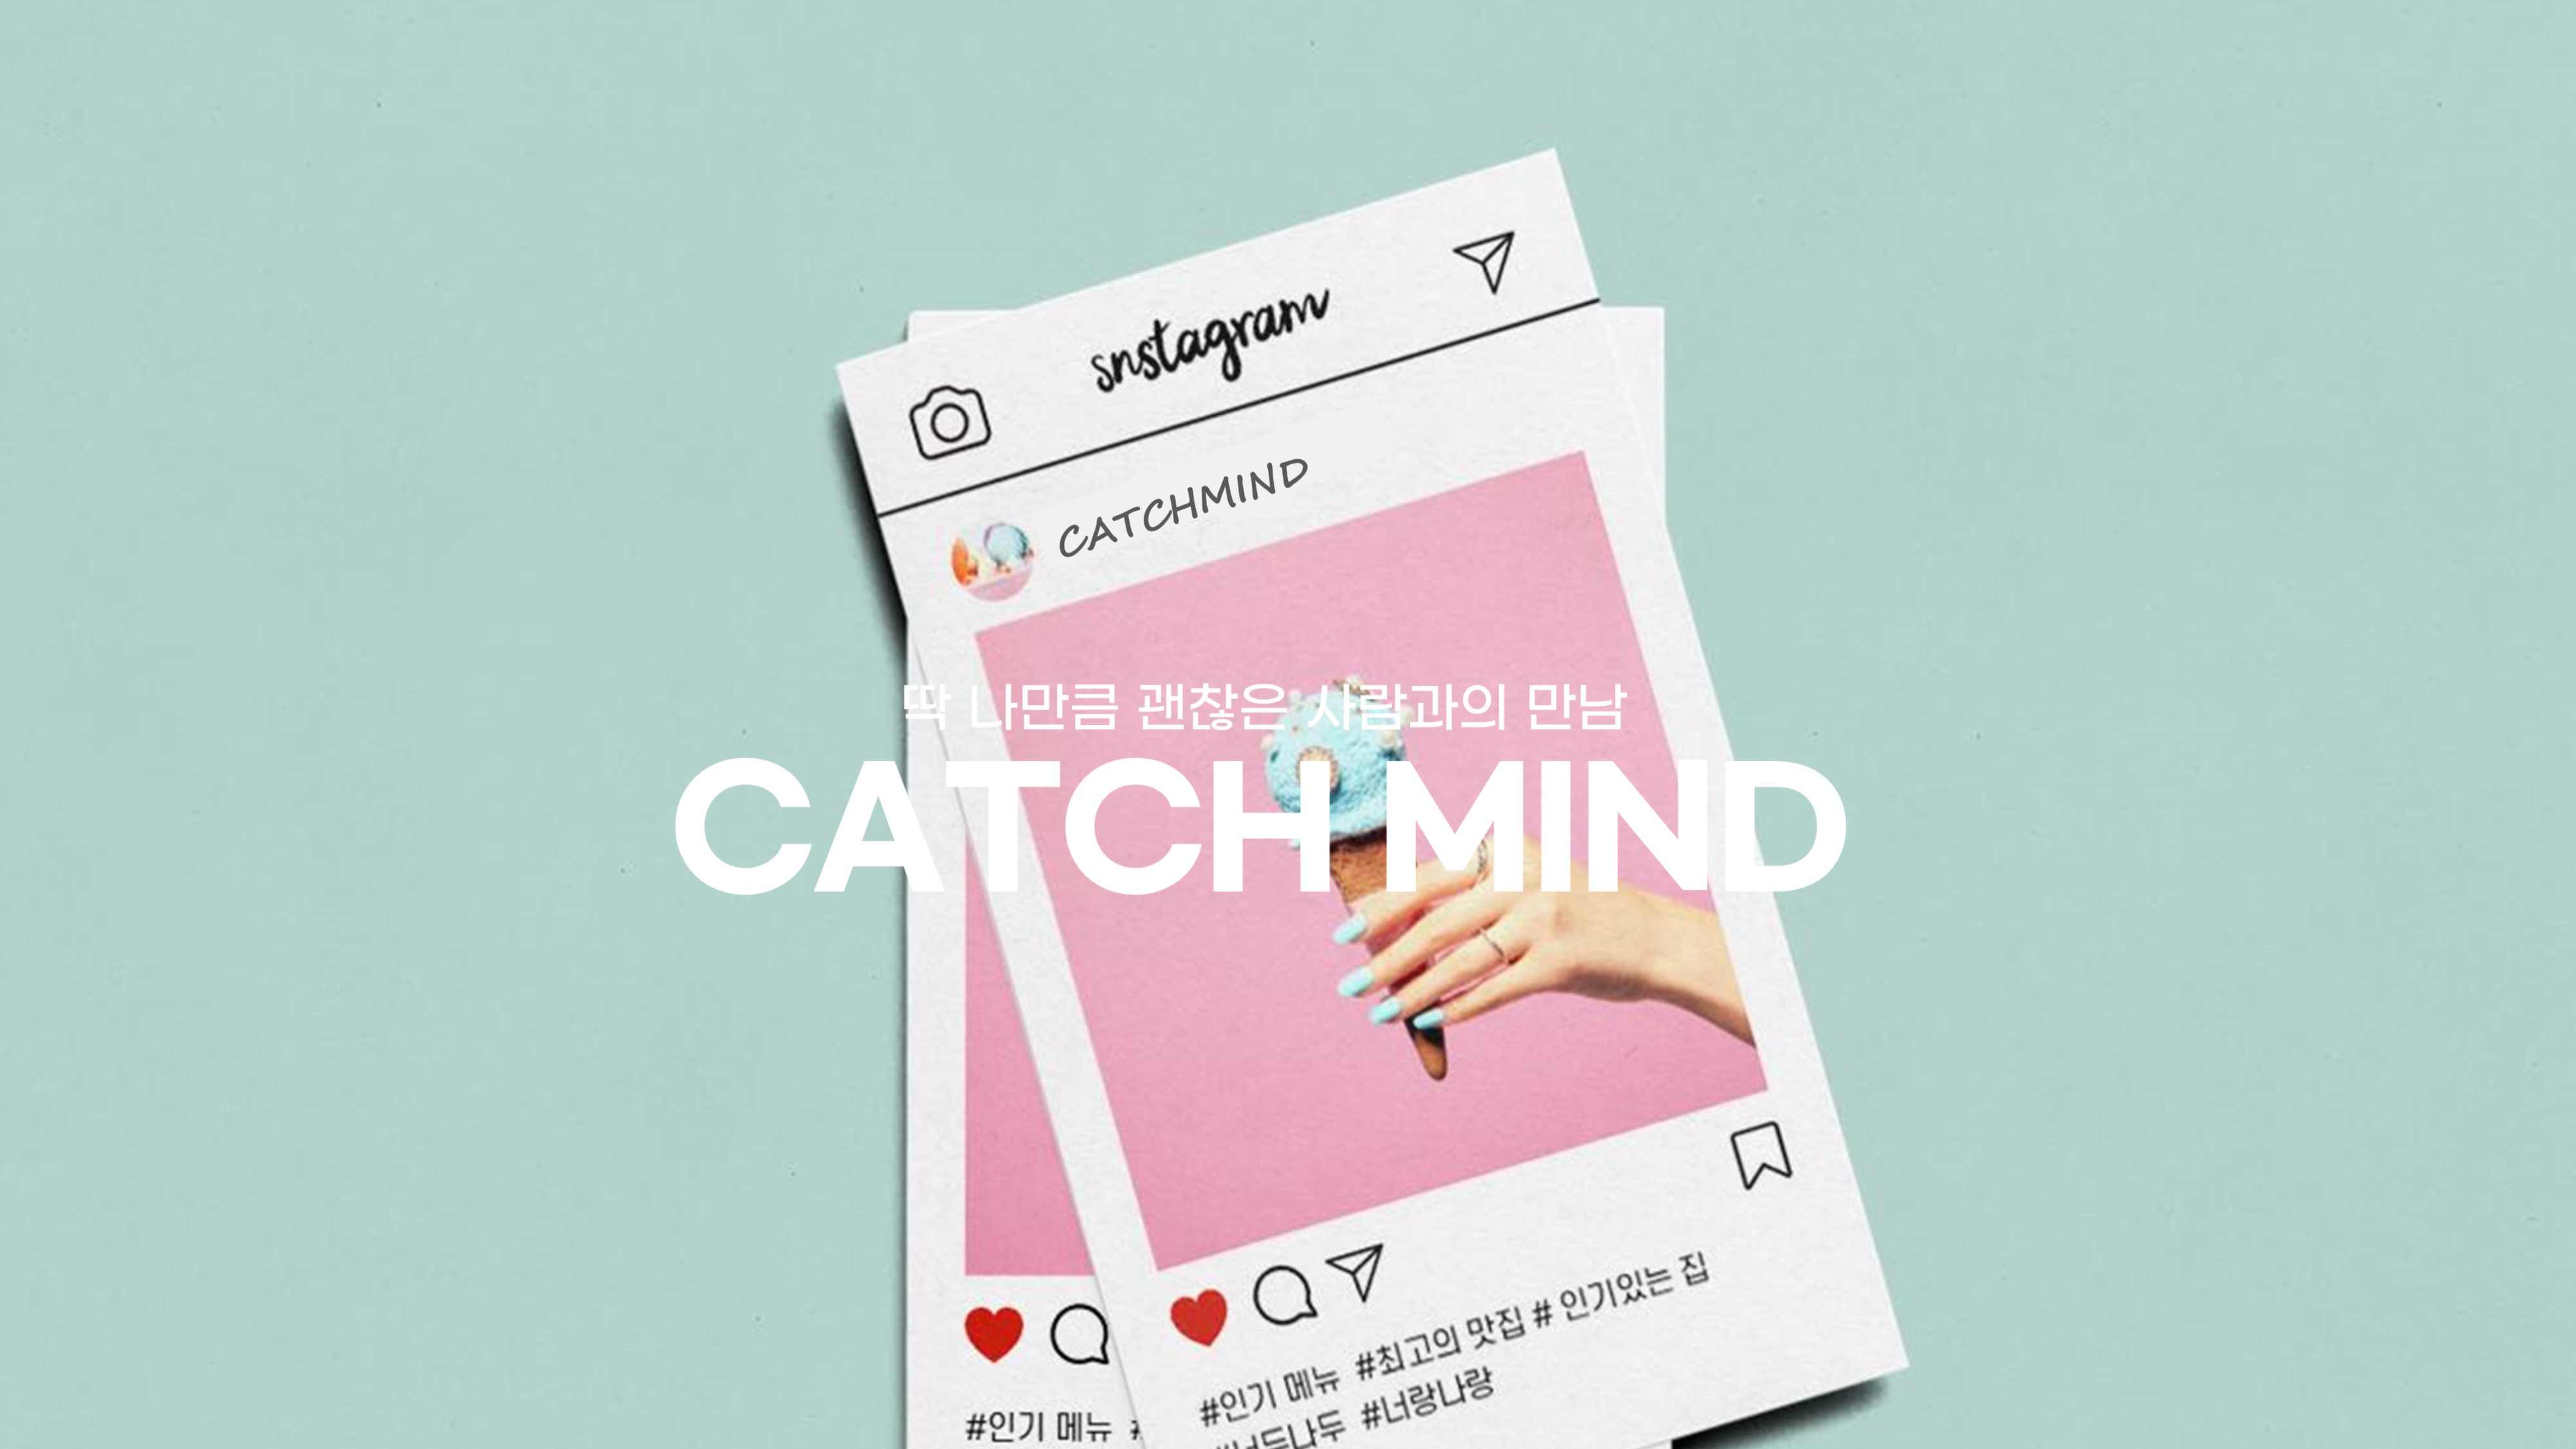 snstagram
CATCHMIND
딱 나만큼 괜찮은 사람과의 만남
CATCH MIND
#인기 메뉴 #최고의 맛집 # 인기있는 집
#너랑나랑
#인기 메뉴